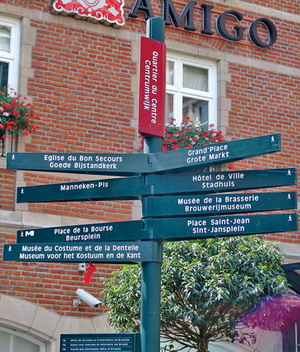 AMIGO
Quartier du Centre
Centrumwijk
Grand'Place
Grote Markt
Eglise du Bon Secours
Goede Bijstandkerk
Hôtel de Ville
Stadhuis
Manneken-Pis
Musée de la Brasserie
Brouwerijmuseum
Place Saint-Jean
Sint-Jansplein
M
Place de la Bourse
Beursplein
Musée du Costume et de la Dentelle
Museum voor het Kostuum en de Kant